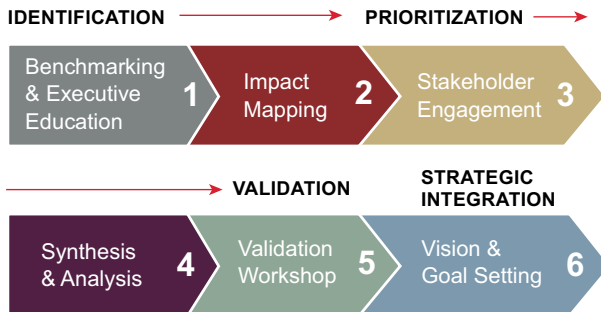 IDENTIFICATION
PRIORITIZATION
Benchmarking
& Executive
Education
1
Impact
Mapping
2
Stakeholder
Engagement
3
VALIDATION
STRATEGIC
INTEGRATION
Synthesis
& Analysis
4
Validation
Workshop
5
Vision &
Goal Setting
6